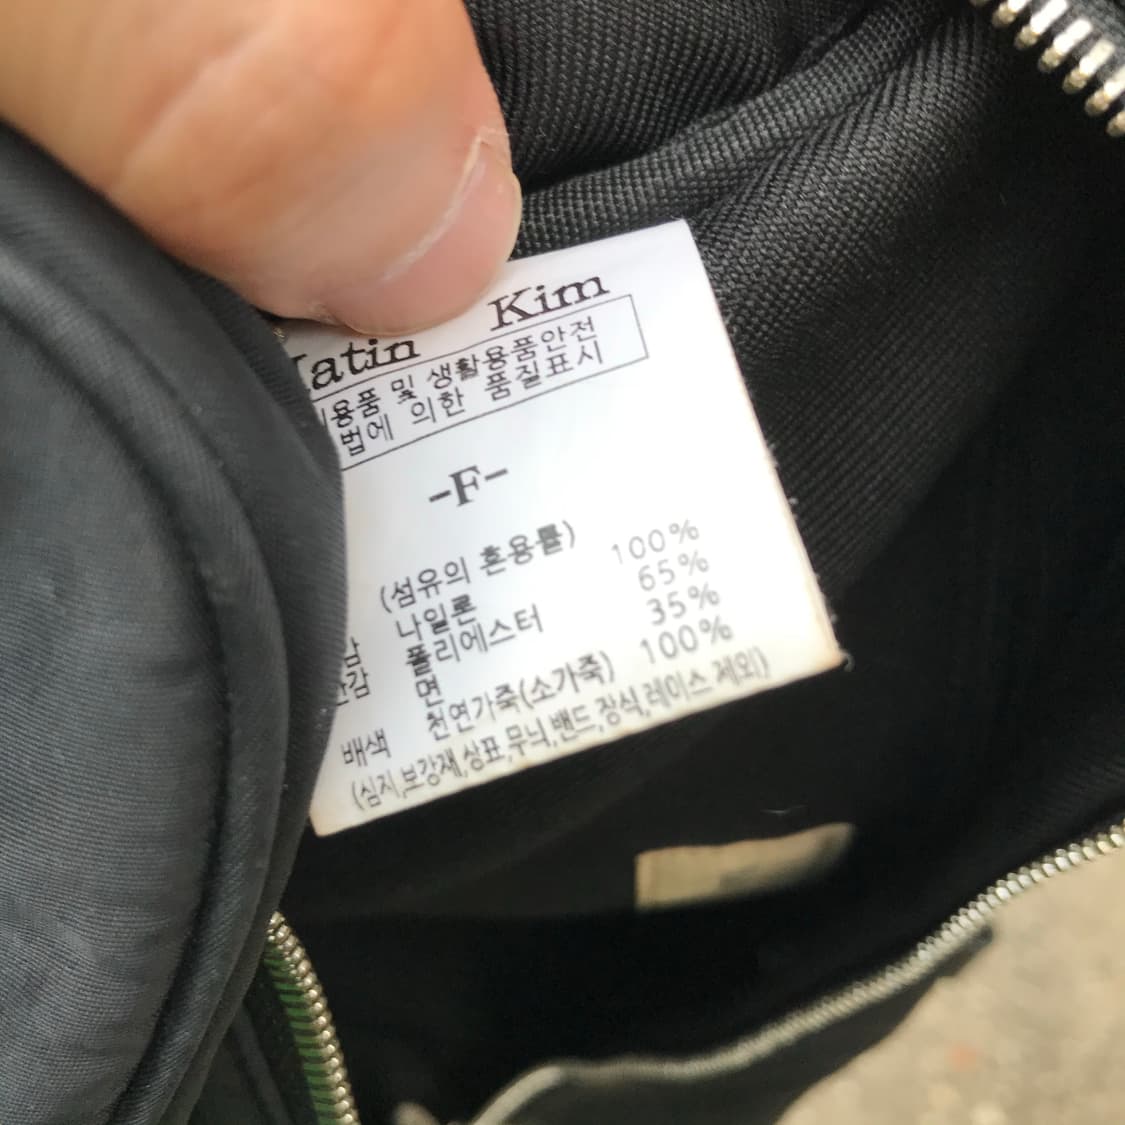 Matin Kim
용품 및 생활용품안전
법에 의한 품질표시
-F-
(섬유의 혼용률)
나일론 100%
폴리에스터 65%
면 35%
배색 천연가죽(소가죽) 100%
(심지,보강재,상표,무늬,밴드,장식,레이스 제외)